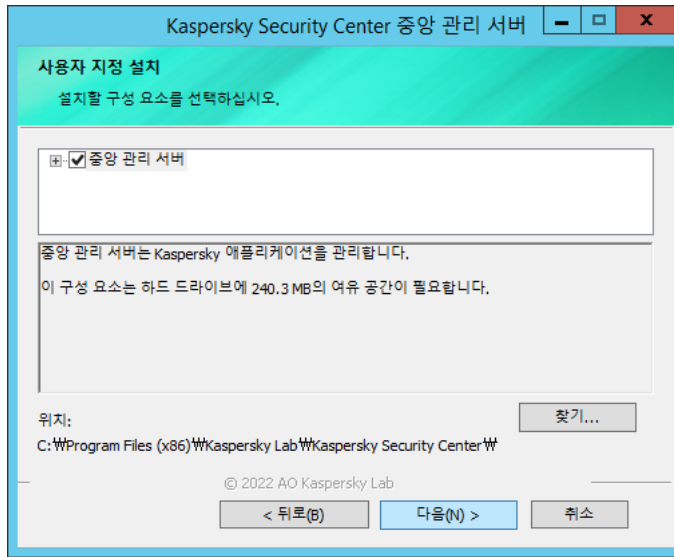 Kaspersky Security Center 중앙 관리 서버
사용자 지정 설치
설치할 구성 요소를 선택하십시오.
중앙 관리 서버
중앙 관리 서버는 Kaspersky 애플리케이션을 관리합니다.
이 구성 요소는 하드 드라이브에 240.3 MB의 여유 공간이 필요합니다.
위치:
찾기...
C:₩Program Files (x86)₩Kaspersky Lab₩Kaspersky Security Center₩
© 2022 AO Kaspersky Lab
< 뒤로(B) 다음(N) > 취소